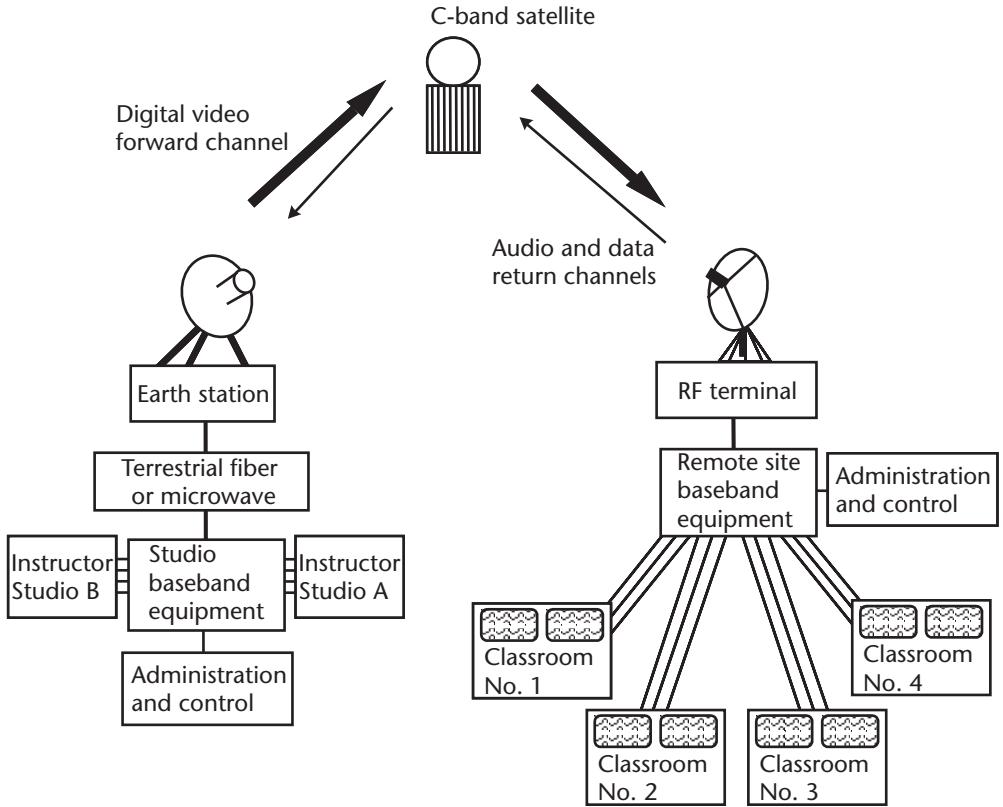 C-band satellite
Digital video
forward channel
Audio and data
return channels
Earth station
RF terminal
Terrestrial fiber
or microwave
Remote site
baseband
equipment
Administration
and control
Instructor
Studio B
Studio
baseband
equipment
Instructor
Studio A
Administration
and control
Classroom
No. 1
Classroom
No. 4
Classroom
No. 2
Classroom
No. 3